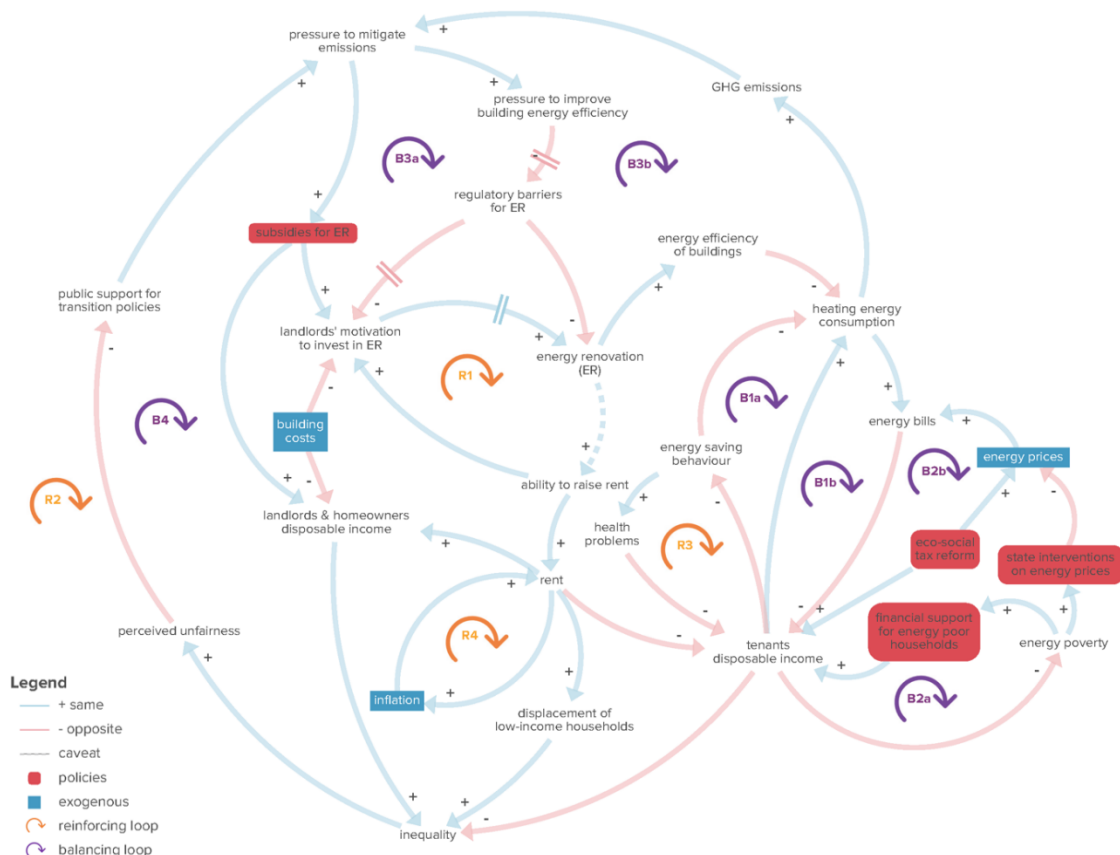 pressure to mitigate
emissions
+
+
+
GHG emissions
pressure to improve
building energy efficiency
+
-
B3a
B3b
+
regulatory barriers
for ER
subsidies for ER
energy efficiency
of buildings
public support for
transition policies
+
-
-
+
-
heating energy
consumption
landlords' motivation
to invest in ER
+
-
-
energy renovation
(ER)
+
+
-
R1
-
B1a
+
B4
building
costs
energy saving
behaviour
energy bills
+
energy prices
+
-
+
-
ability to raise rent
+
-
B1b
B2b
+
-
R2
landlords & homeowners
disposable income
health
problems
R3
eco-social
tax reform
state interventions
on energy prices
+
+
+
rent
-
-
-
+
financial support
for energy poor
households
+
+
perceived unfairness
R4
tenants
disposable income
energy poverty
+
+
-
inflation
+
+
displacement of
low-income households
B2a
+
+
-
inequality
Legend
+ same
- opposite
caveat
policies
exogenous
reinforcing loop
balancing loop